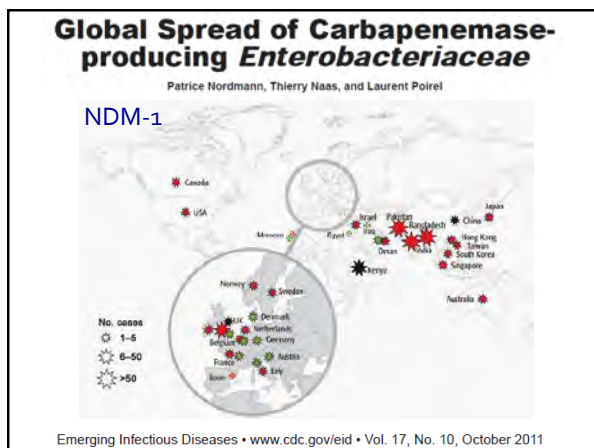 Global Spread of Carbapenemase-
producing Enterobacteriaceae
Patrice Nordmann, Thierry Naas, and Laurent Poirel
NDM-1
Canada
USA
Morocco
Israel
Iraq
Egypt
Pakistan
Bangladesh
India
Oman
Kenya
China
Japan
Hong Kong
Taiwan
South Korea
Singapore
Australia
Norway
Sweden
UK
Denmark
Netherlands
Belgium
Germany
France
Austria
Spain
Italy
No. cases
1–5
6–50
>50
Emerging Infectious Diseases • www.cdc.gov/eid • Vol. 17, No. 10, October 2011